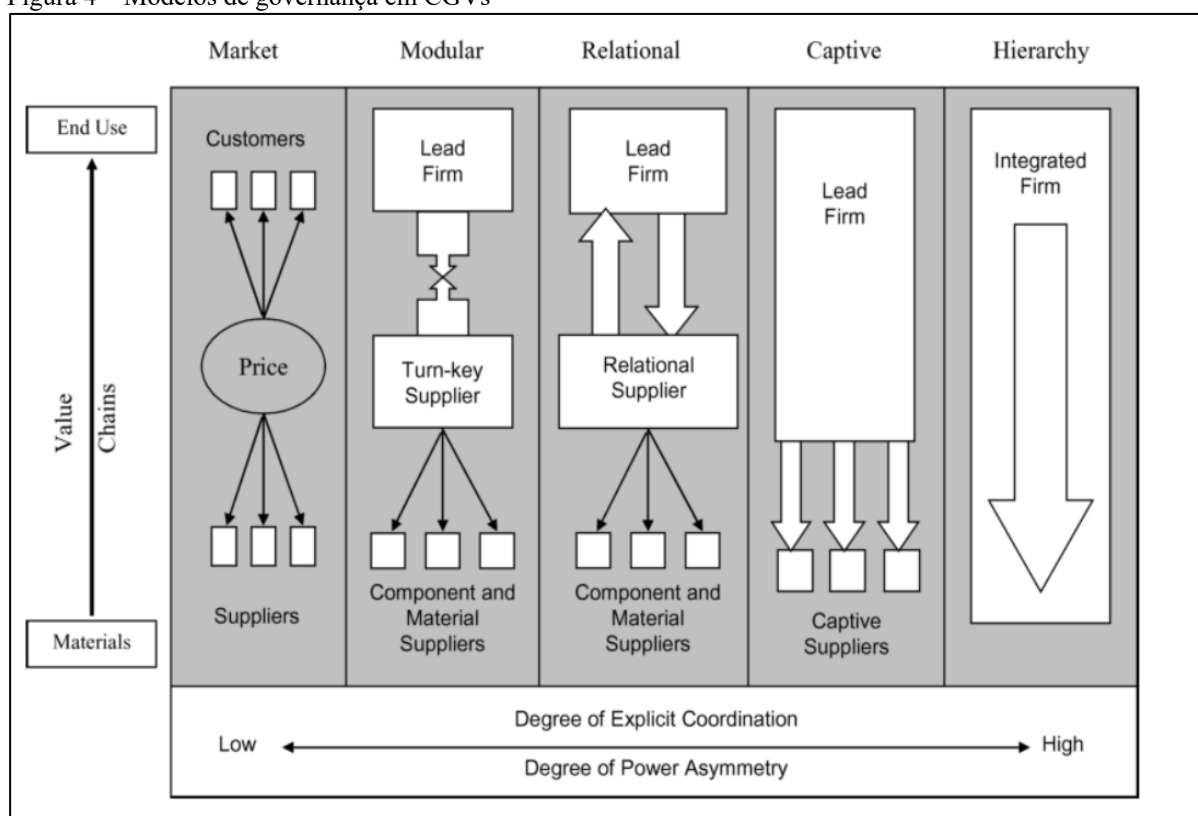 Figura 4 – Modelos de governança em CGVs
Market
Modular
Relational
Captive
Hierarchy
End Use
Value
Chains
Materials
Customers
Price
Suppliers
Lead
Firm
Turn-key
Supplier
Component and
Material
Suppliers
Lead
Firm
Relational
Supplier
Component and
Material
Suppliers
Lead
Firm
Captive
Suppliers
Integrated
Firm
Degree of Explicit Coordination
Low
High
Degree of Power Asymmetry